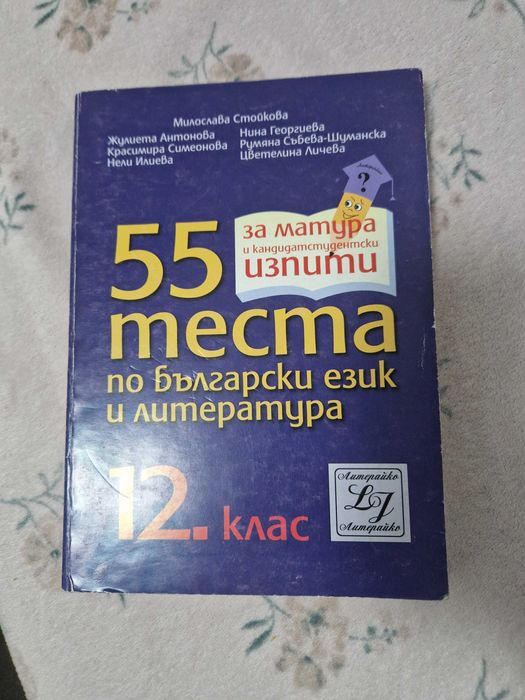 Милослава Стойкова
Жулиета Антонова
Красимира Симеонова
Нели Илиева
Нина Георгиева
Румяна Събева-Шуманска
Цветелина Личева
?
за матура
и кандидатстудентски
изпити
55
теста
по български език
и литература
12. клас
Литерайко
LJ
Литерайко